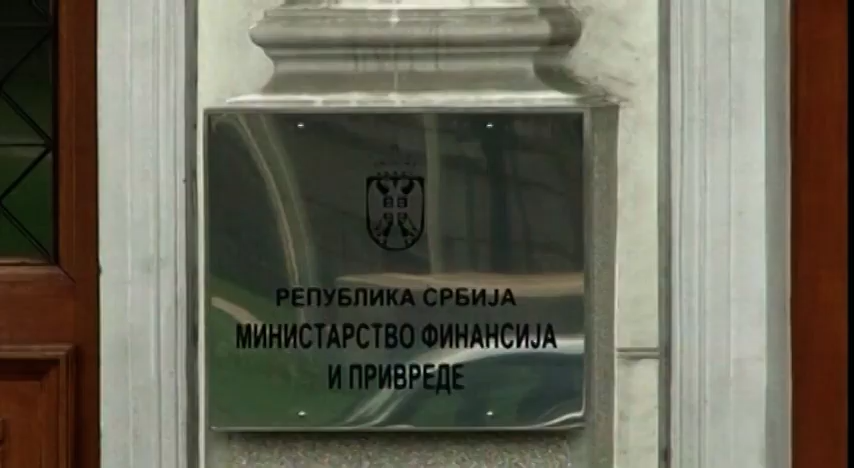 РЕПУБЛИКА СРБИЈА
МИНИСТАРСТВО ФИНАНСИЈА
И ПРИВРЕДЕ